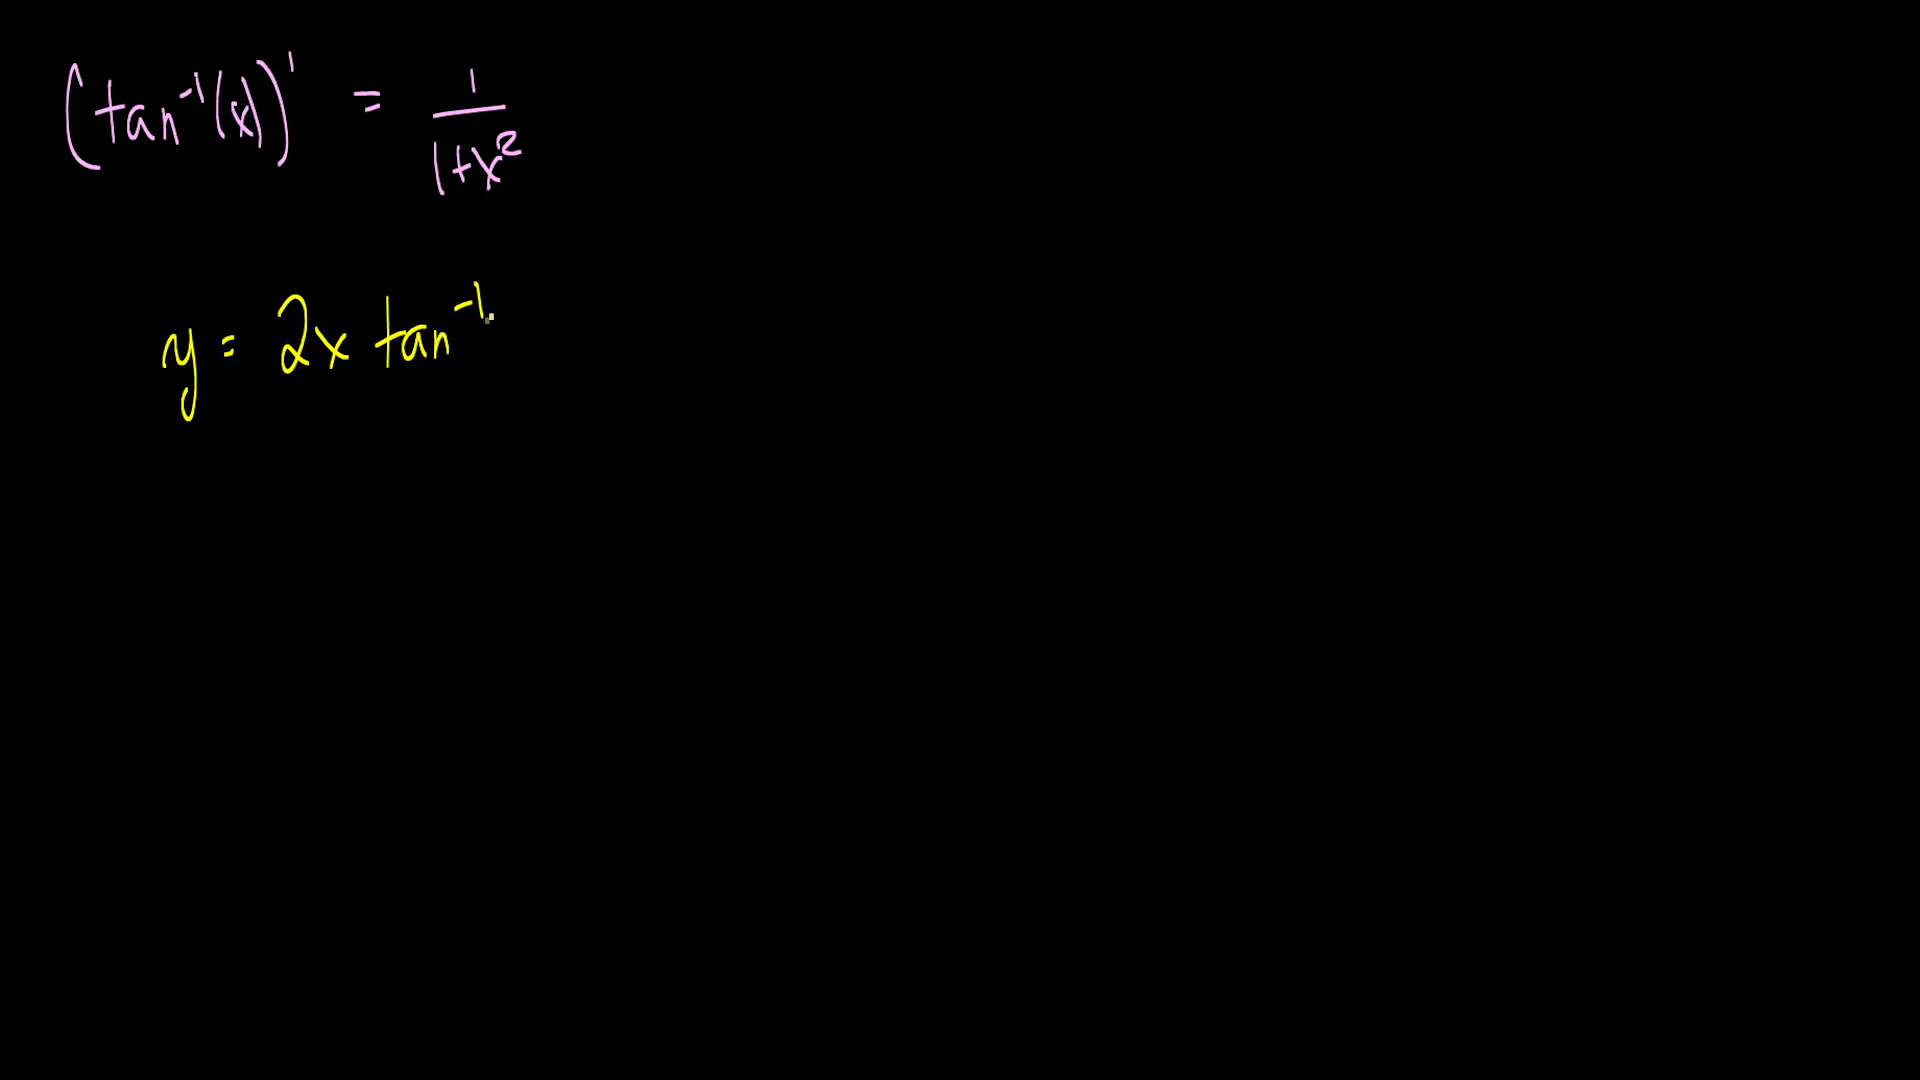 (tan⁻¹(x))' = 1/(1+x²)
y = 2x tan⁻¹